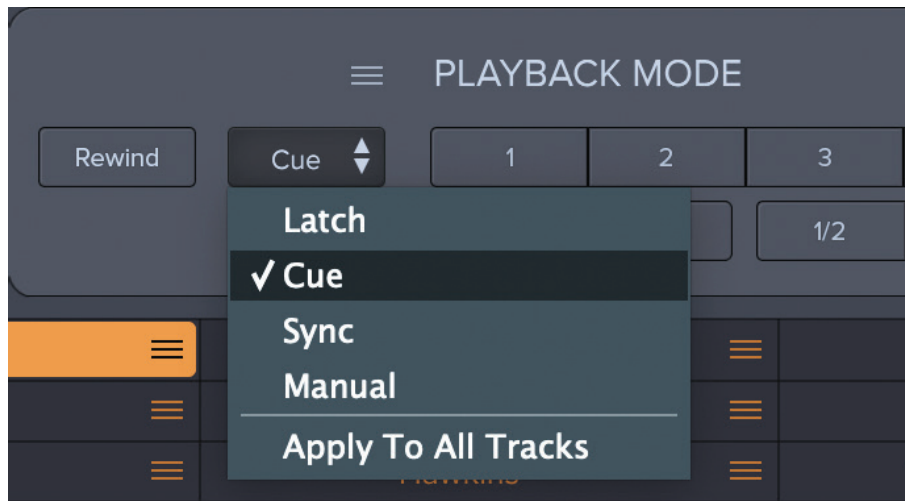 PLAYBACK MODE
Rewind
Cue
1
2
3
1/2
Latch
✓ Cue
Sync
Manual
Apply To All Tracks